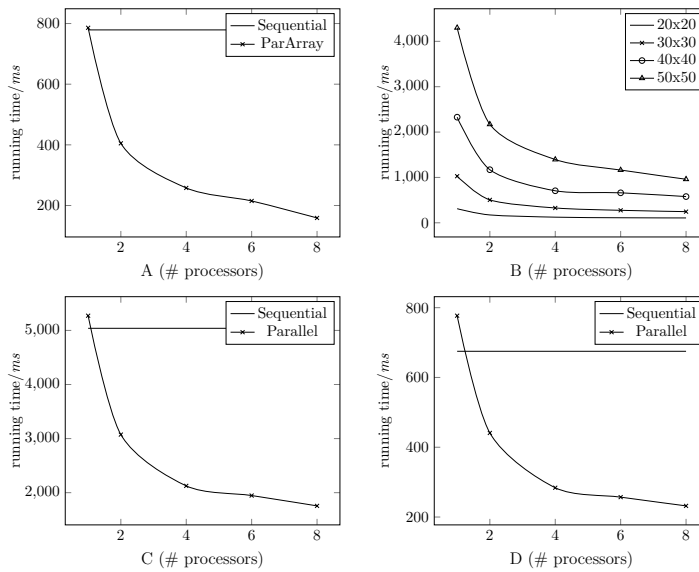 800
600
400
200
running time/ms
Sequential
ParArray
2 4 6 8
A (# processors)
4,000
3,000
2,000
1,000
0
running time/ms
20x20
30x30
40x40
50x50
2 4 6 8
B (# processors)
5,000
4,000
3,000
2,000
running time/ms
Sequential
Parallel
2 4 6 8
C (# processors)
800
600
400
200
running time/ms
Sequential
Parallel
2 4 6 8
D (# processors)